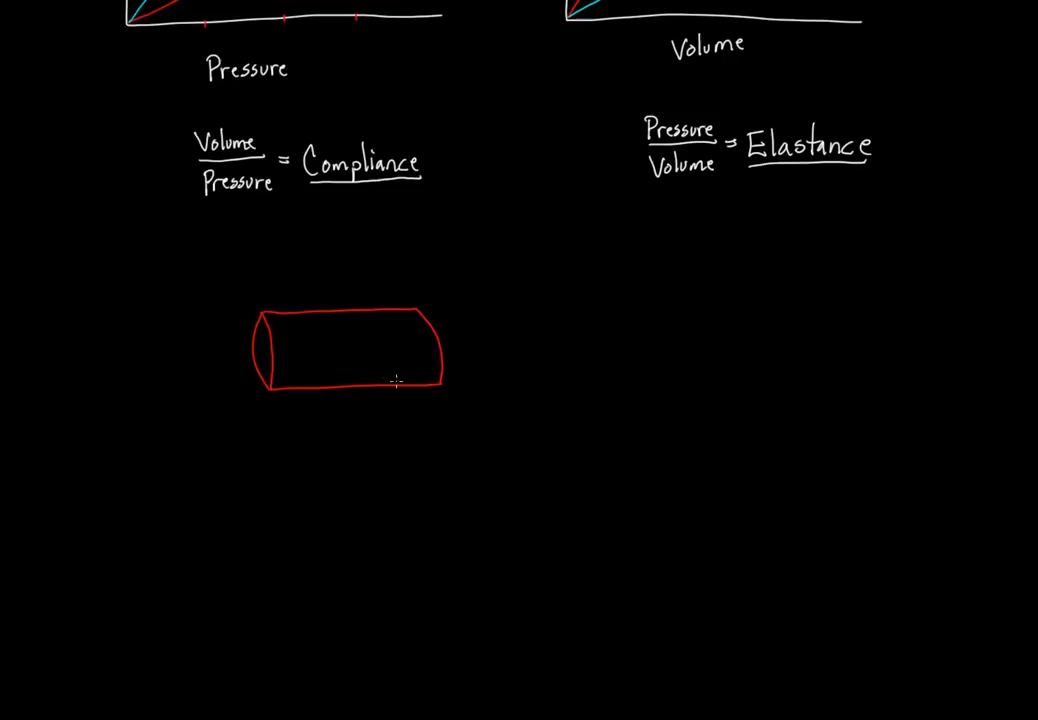 Pressure
Volume
Volume
Pressure
= Compliance
Pressure
Volume
= Elastance